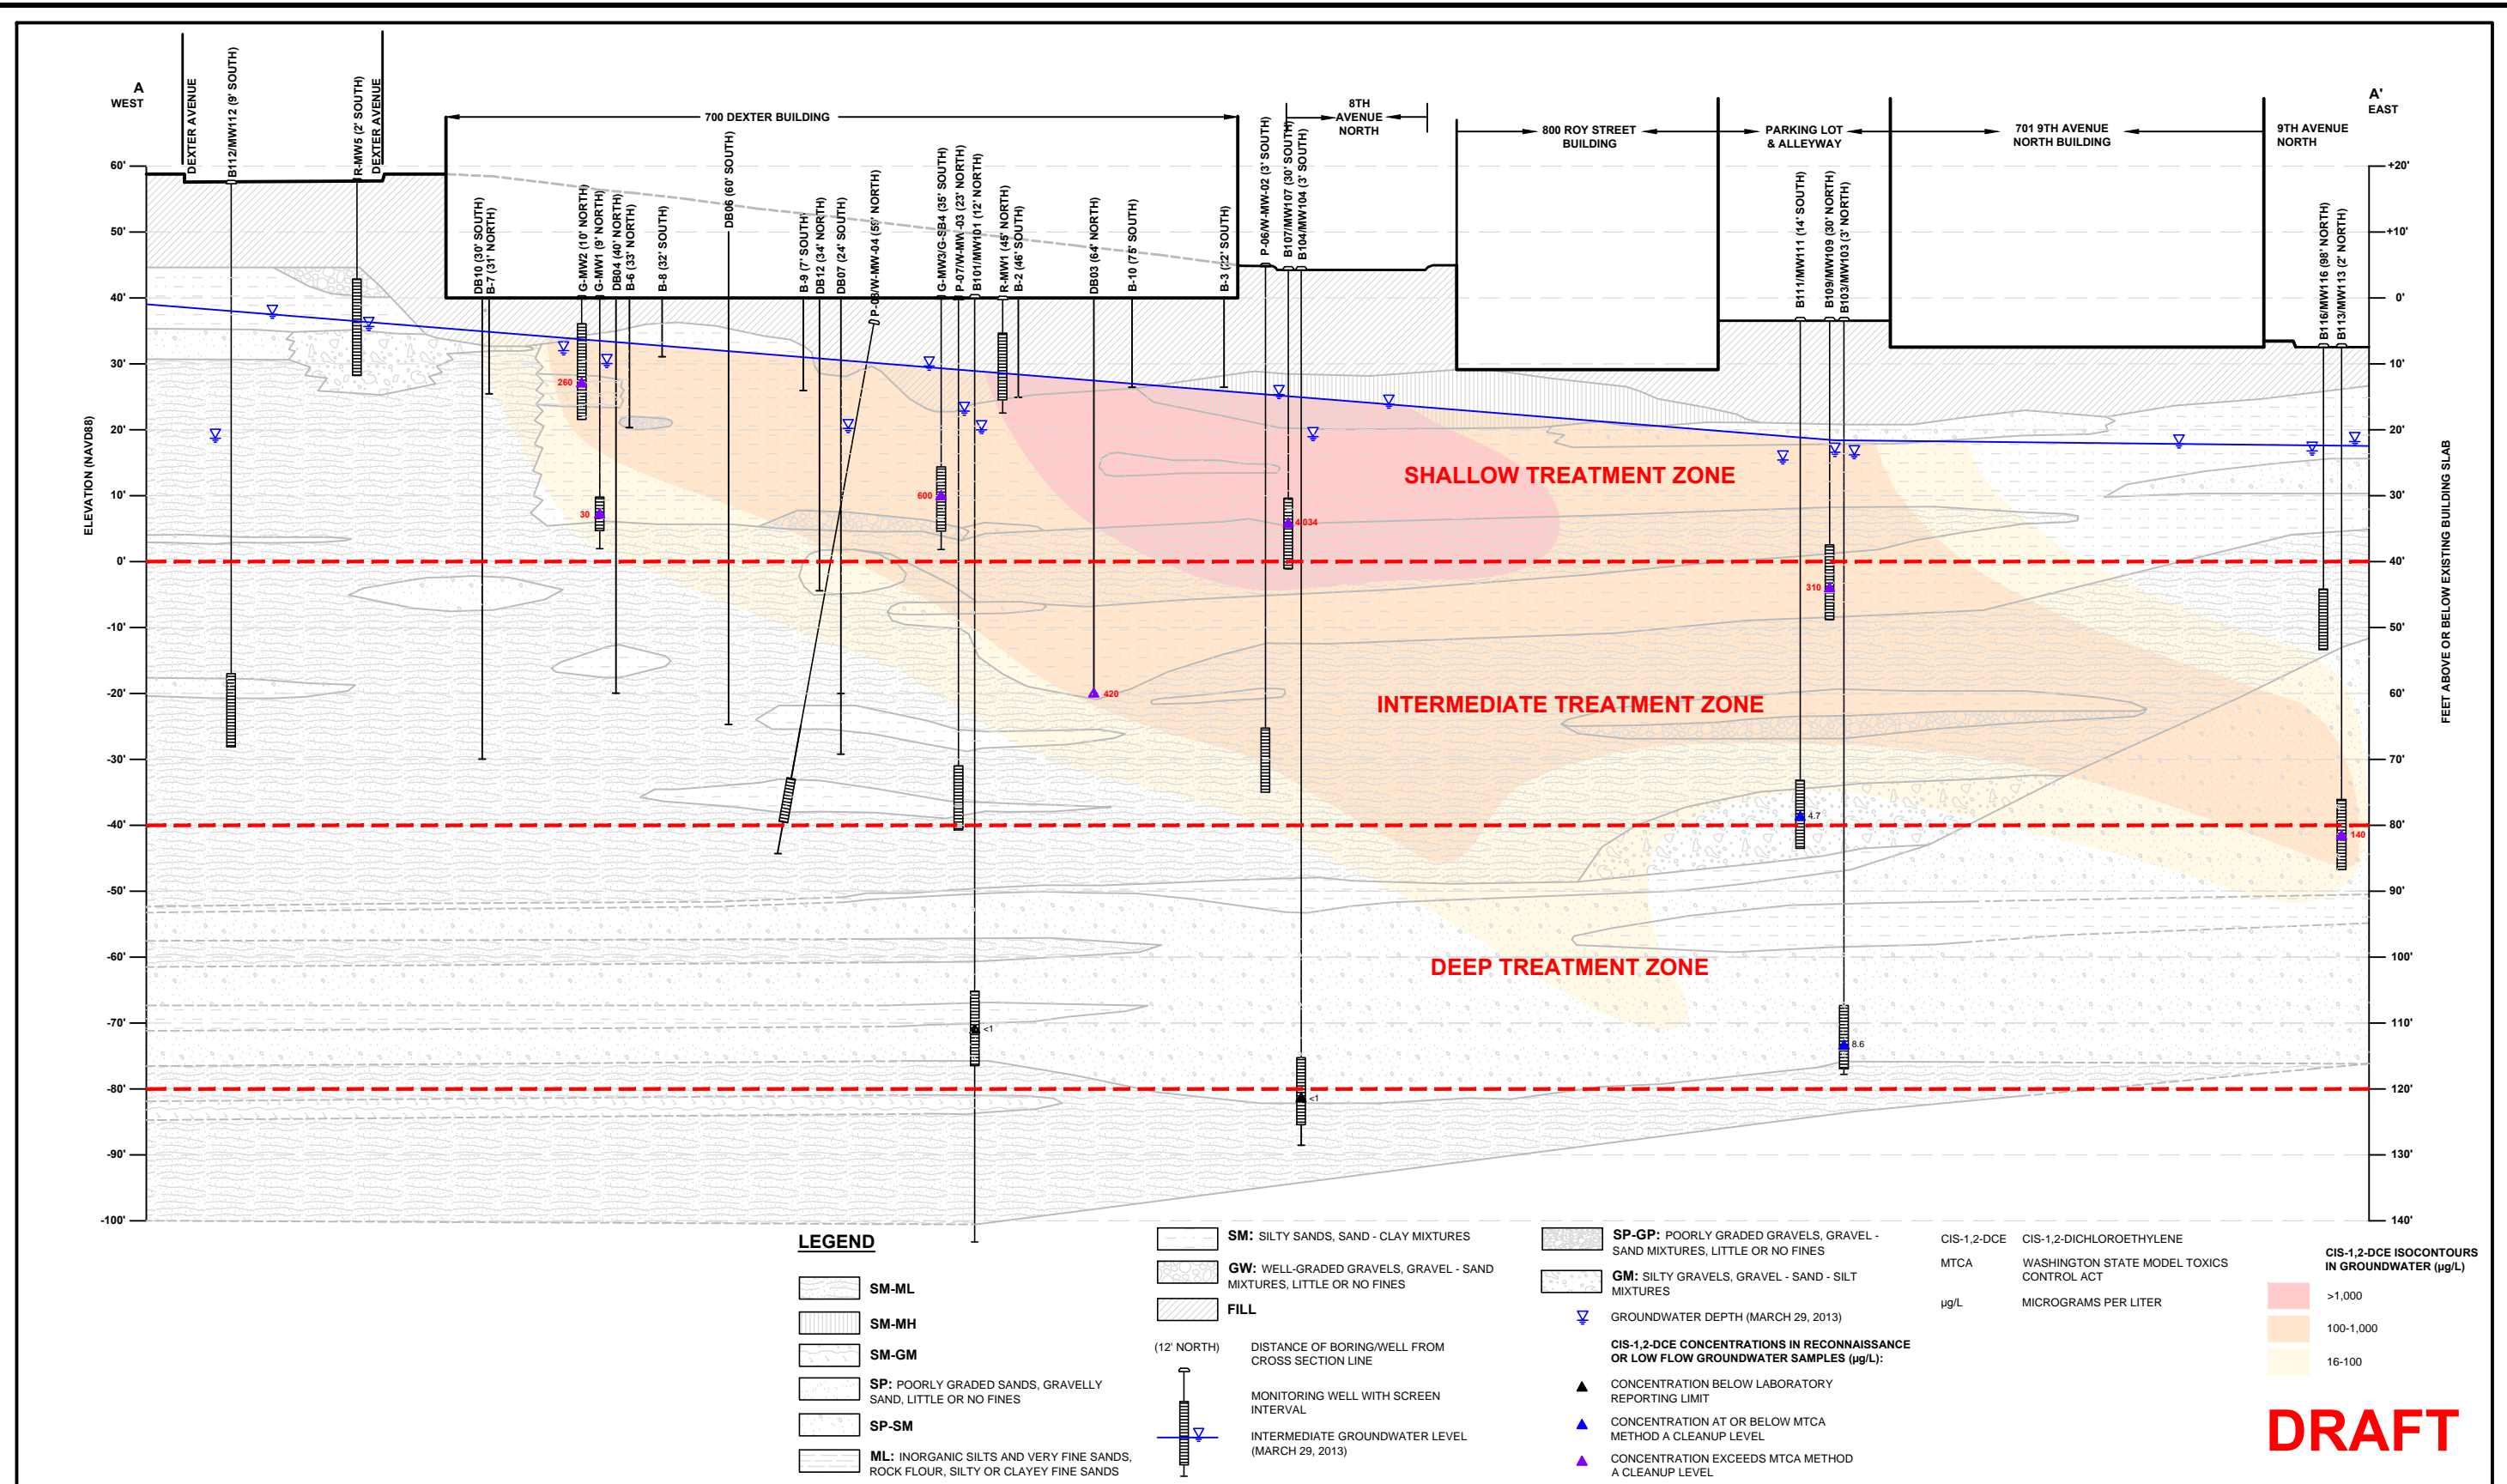 A
WEST
DEXTER AVENUE
B112/MW112 (9' SOUTH)
R-MW5 (2' SOUTH)
DEXTER AVENUE
700 DEXTER BUILDING
8TH
AVENUE
NORTH
800 ROY STREET
BUILDING
PARKING LOT
& ALLEYWAY
701 9TH AVENUE
NORTH BUILDING
9TH AVENUE
NORTH
A'
EAST
DB10 (30' SOUTH)
B-7 (31' NORTH)
G-MW2 (10' NORTH)
G-MW1 (9' NORTH)
DB04 (40' NORTH)
B-6 (33' NORTH)
B-8 (32' SOUTH)
DB06 (60' SOUTH)
B-9 (7' SOUTH)
DB12 (34' NORTH)
DB07 (24' SOUTH)
G-MW3/G-SB4 (35' SOUTH)
P-07/W-MW-03 (23' NORTH)
B101/MW101 (12' NORTH)
R-MW1 (45' NORTH)
B-2 (46' SOUTH)
DB03 (64' NORTH)
B-10 (75' SOUTH)
B-3 (22' SOUTH)
P-06/W-MW-02 (3' SOUTH)
B107/MW107 (30' SOUTH)
B104/MW104 (3' SOUTH)
B111/MW111 (14' SOUTH)
B109/MW109 (30' NORTH)
B103/MW103 (3' NORTH)
B116/MW116 (98' NORTH)
B113/MW113 (2' NORTH)
ELEVATION (NAVD88)
60'
50'
40'
30'
20'
10'
0'
-10'
-20'
-30'
-40'
-50'
-60'
-70'
-80'
-90'
-100'
+20'
+10'
0'
10'
20'
30'
40'
50'
60'
70'
80'
90'
100'
110'
120'
130'
140'
FEET ABOVE OR BELOW EXISTING BUILDING SLAB
260
30
600
4,034
310
420
4.7
140
<1
8.6
<1
SHALLOW TREATMENT ZONE
INTERMEDIATE TREATMENT ZONE
DEEP TREATMENT ZONE
LEGEND
SM-ML
SM-MH
SM-GM
SP: POORLY GRADED SANDS, GRAVELLY
SAND, LITTLE OR NO FINES
SP-SM
ML: INORGANIC SILTS AND VERY FINE SANDS,
ROCK FLOUR, SILTY OR CLAYEY FINE SANDS
SM: SILTY SANDS, SAND - CLAY MIXTURES
GW: WELL-GRADED GRAVELS, GRAVEL - SAND
MIXTURES, LITTLE OR NO FINES
FILL
(12' NORTH) DISTANCE OF BORING/WELL FROM
CROSS SECTION LINE
MONITORING WELL WITH SCREEN
INTERVAL
INTERMEDIATE GROUNDWATER LEVEL
(MARCH 29, 2013)
SP-GP: POORLY GRADED GRAVELS, GRAVEL -
SAND MIXTURES, LITTLE OR NO FINES
GM: SILTY GRAVELS, GRAVEL - SAND - SILT
MIXTURES
GROUNDWATER DEPTH (MARCH 29, 2013)
CIS-1,2-DCE CONCENTRATIONS IN RECONNAISSANCE
OR LOW FLOW GROUNDWATER SAMPLES (µg/L):
CONCENTRATION BELOW LABORATORY
REPORTING LIMIT
CONCENTRATION AT OR BELOW MTCA
METHOD A CLEANUP LEVEL
CONCENTRATION EXCEEDS MTCA METHOD
A CLEANUP LEVEL
CIS-1,2-DCE CIS-1,2-DICHLOROETHYLENE
MTCA WASHINGTON STATE MODEL TOXICS
CONTROL ACT
µg/L MICROGRAMS PER LITER
CIS-1,2-DCE ISOCONTOURS
IN GROUNDWATER (µg/L)
>1,000
100-1,000
16-100
DRAFT